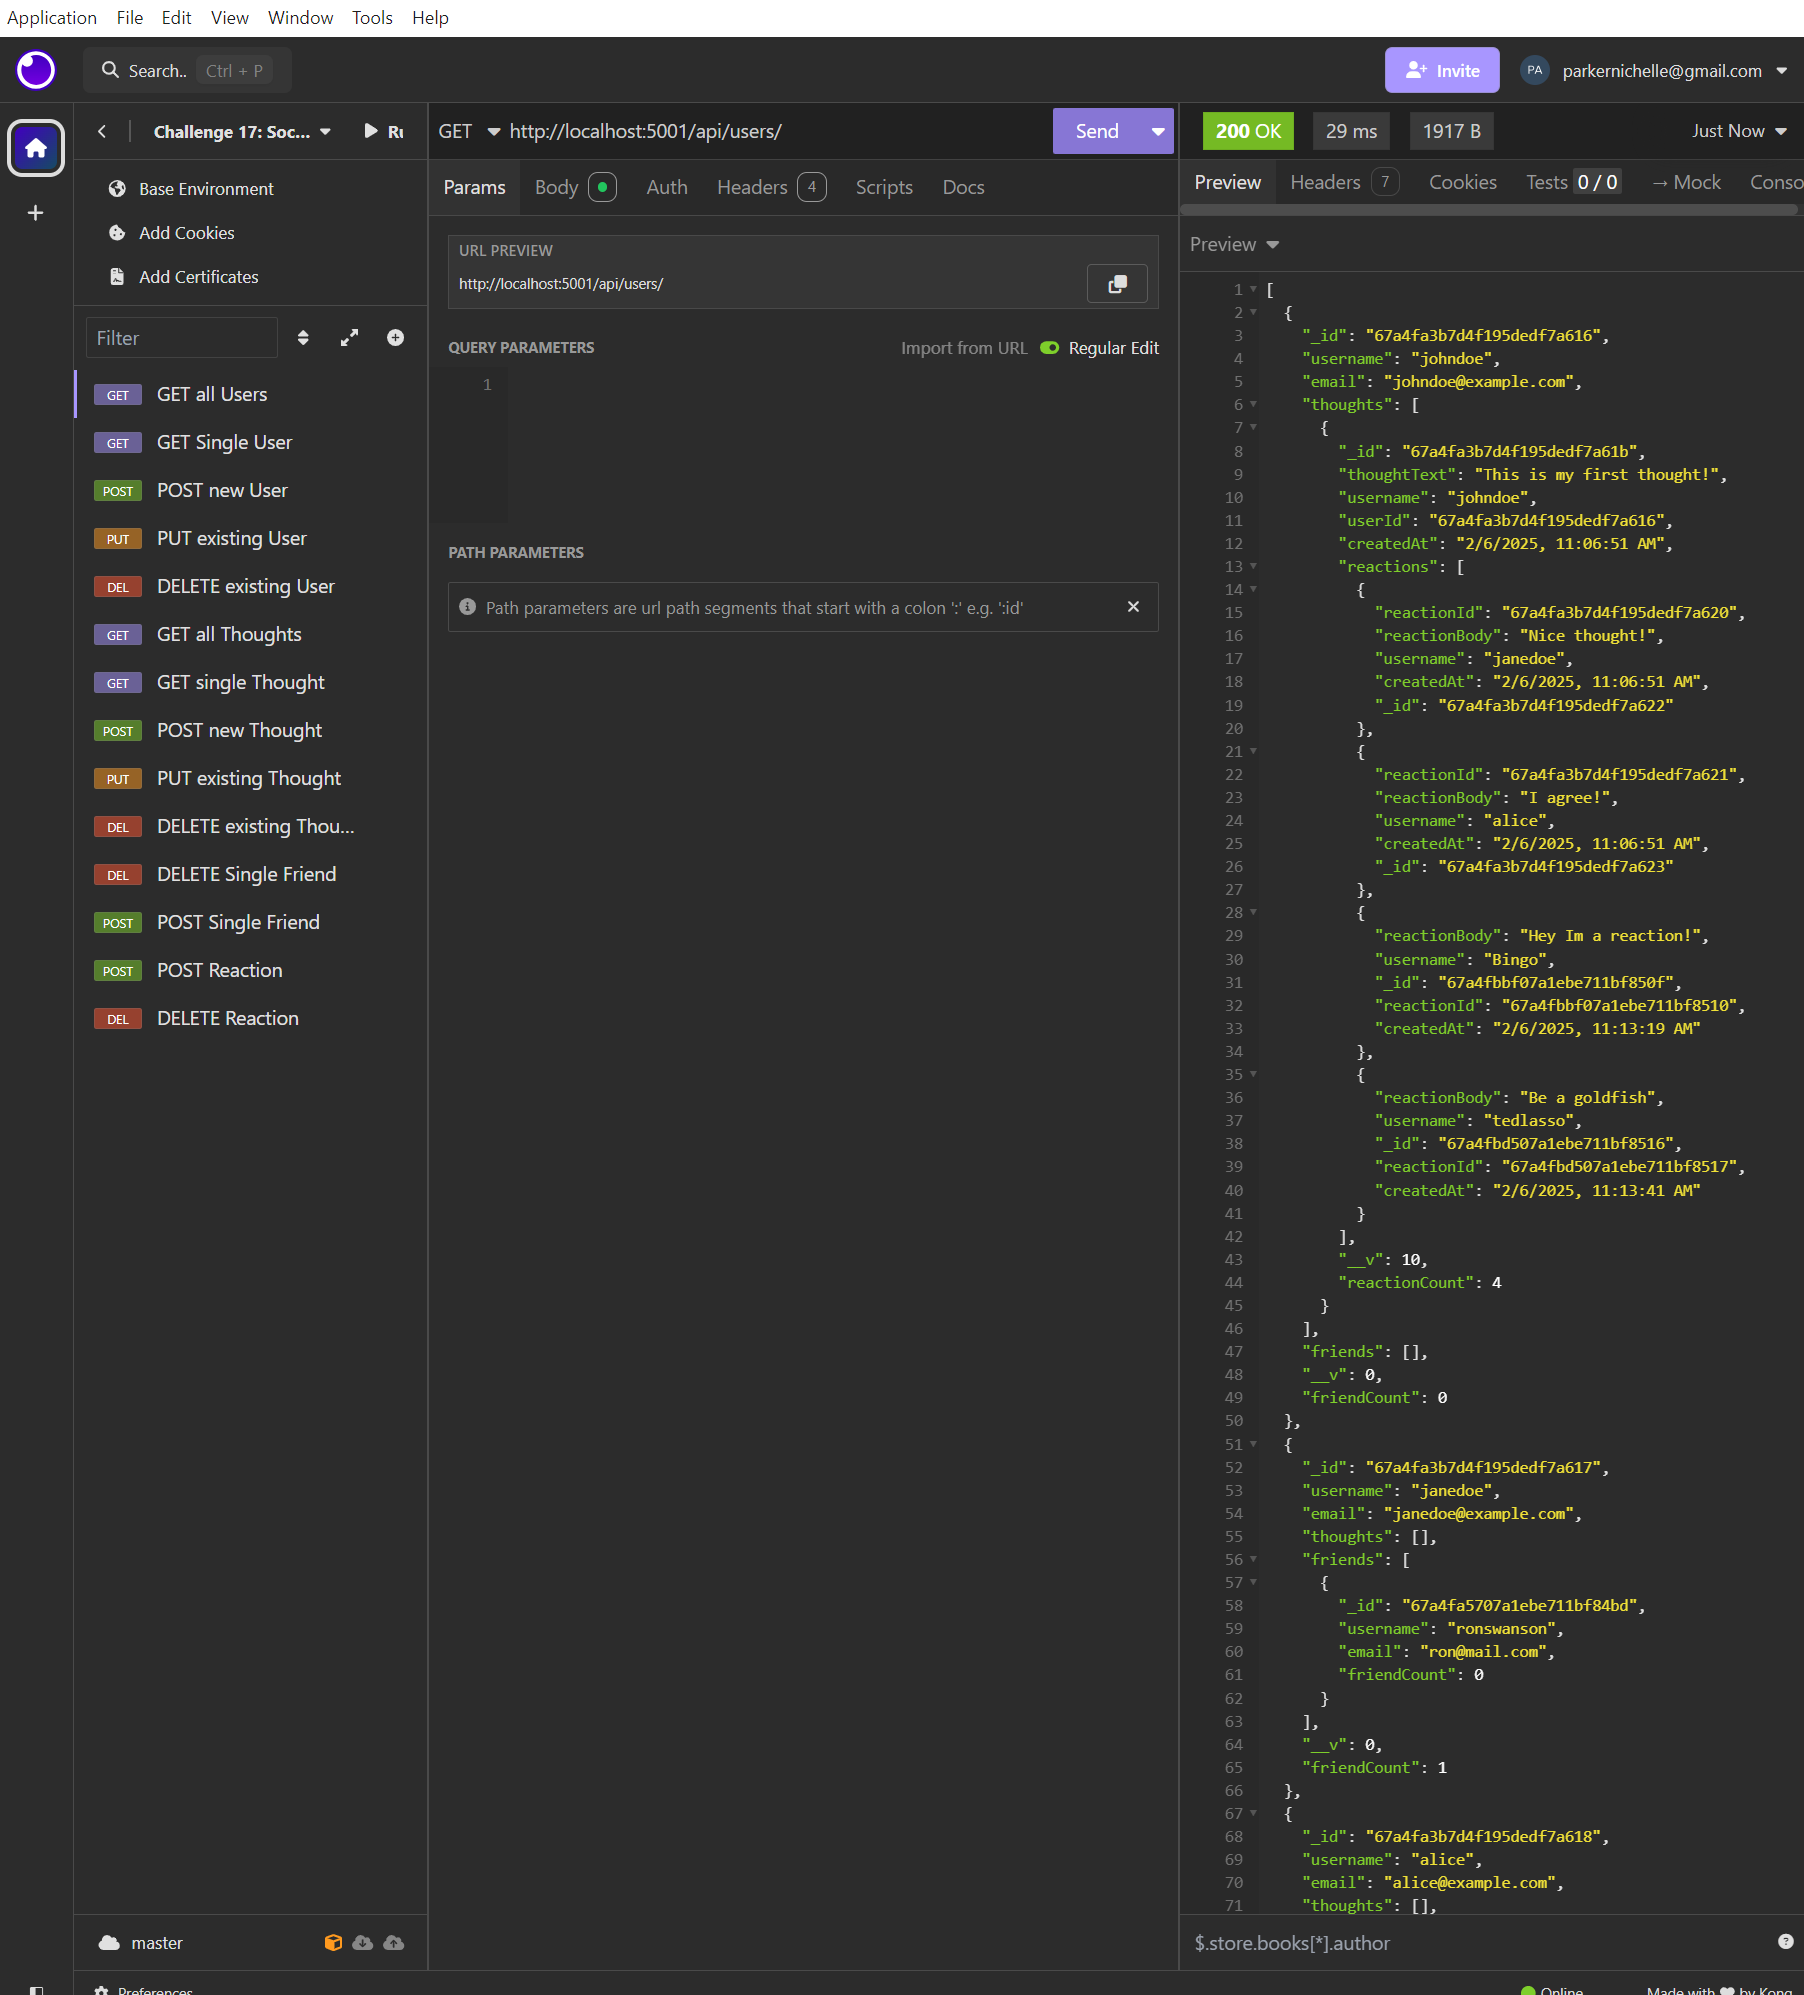 Application File Edit View Window Tools Help
Search.. Ctrl + P
Invite
PA parkernichelle@gmail.com
Challenge 17: Soc...
Base Environment
Add Cookies
Add Certificates
Filter
GET GET all Users
GET GET Single User
POST POST new User
PUT PUT existing User
DEL DELETE existing User
GET GET all Thoughts
GET GET single Thought
POST POST new Thought
PUT PUT existing Thought
DEL DELETE existing Thou...
DEL DELETE Single Friend
POST POST Single Friend
POST POST Reaction
DEL DELETE Reaction
master
Preferences
GET http://localhost:5001/api/users/ Send
Params Body Auth Headers 4 Scripts Docs
URL PREVIEW
http://localhost:5001/api/users/
QUERY PARAMETERS Import from URL Regular Edit
1
PATH PARAMETERS
Path parameters are url path segments that start with a colon ':' e.g. ':id'
200 OK 29 ms 1917 B Just Now
Preview Headers 7 Cookies Tests 0 / 0 → Mock Conso
Preview
1 [
2 {
3 "_id": "67a4fa3b7d4f195dedf7a616",
4 "username": "johndoe",
5 "email": "johndoe@example.com",
6 "thoughts": [
7 {
8 "_id": "67a4fa3b7d4f195dedf7a61b",
9 "thoughtText": "This is my first thought!",
10 "username": "johndoe",
11 "userId": "67a4fa3b7d4f195dedf7a616",
12 "createdAt": "2/6/2025, 11:06:51 AM",
13 "reactions": [
14 {
15 "reactionId": "67a4fa3b7d4f195dedf7a620",
16 "reactionBody": "Nice thought!",
17 "username": "janedoe",
18 "createdAt": "2/6/2025, 11:06:51 AM",
19 "_id": "67a4fa3b7d4f195dedf7a622"
20 },
21 {
22 "reactionId": "67a4fa3b7d4f195dedf7a621",
23 "reactionBody": "I agree!",
24 "username": "alice",
25 "createdAt": "2/6/2025, 11:06:51 AM",
26 "_id": "67a4fa3b7d4f195dedf7a623"
27 },
28 {
29 "reactionBody": "Hey Im a reaction!",
30 "username": "Bingo",
31 "_id": "67a4fbbf07a1ebe711bf850f",
32 "reactionId": "67a4fbbf07a1ebe711bf8510",
33 "createdAt": "2/6/2025, 11:13:19 AM"
34 },
35 {
36 "reactionBody": "Be a goldfish",
37 "username": "tedlasso",
38 "_id": "67a4fbd507a1ebe711bf8516",
39 "reactionId": "67a4fbd507a1ebe711bf8517",
40 "createdAt": "2/6/2025, 11:13:41 AM"
41 }
42 ],
43 "__v": 10,
44 "reactionCount": 4
45 }
46 ],
47 "friends": [],
48 "__v": 0,
49 "friendCount": 0
50 },
51 {
52 "_id": "67a4fa3b7d4f195dedf7a617",
53 "username": "janedoe",
54 "email": "janedoe@example.com",
55 "thoughts": [],
56 "friends": [
57 {
58 "_id": "67a4fa5707a1ebe711bf84bd",
59 "username": "ronswanson",
60 "email": "ron@mail.com",
61 "friendCount": 0
62 }
63 ],
64 "__v": 0,
65 "friendCount": 1
66 },
67 {
68 "_id": "67a4fa3b7d4f195dedf7a618",
69 "username": "alice",
70 "email": "alice@example.com",
71 "thoughts": [],
$.store.books[*].author
Online Made with by Kong